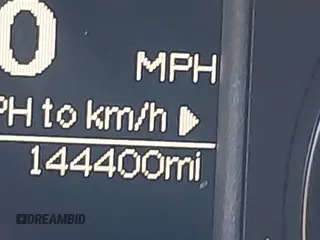 0
MPH
PH to km/h
144400mi
DREAMBID